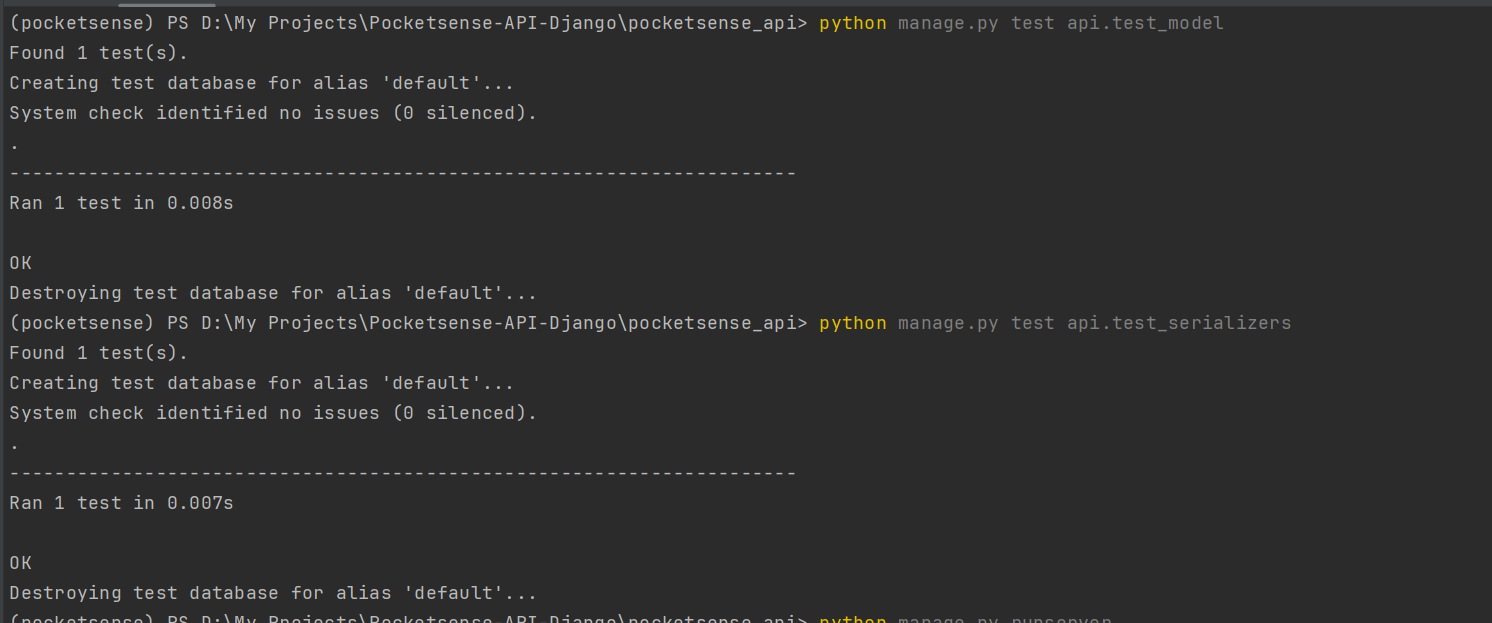 (pocketsense) PS D:\My Projects\Pocketsense-API-Django\pocketsense_api> python manage.py test api.test_model
Found 1 test(s).
Creating test database for alias 'default'...
System check identified no issues (0 silenced).
.
----------------------------------------------------------------------
Ran 1 test in 0.008s
OK
Destroying test database for alias 'default'...
(pocketsense) PS D:\My Projects\Pocketsense-API-Django\pocketsense_api> python manage.py test api.test_serializers
Found 1 test(s).
Creating test database for alias 'default'...
System check identified no issues (0 silenced).
.
----------------------------------------------------------------------
Ran 1 test in 0.007s
OK
Destroying test database for alias 'default'...
(pocketsense) PS D:\My Projects\Pocketsense-API-Django\pocketsense_api> python manage.py runserver